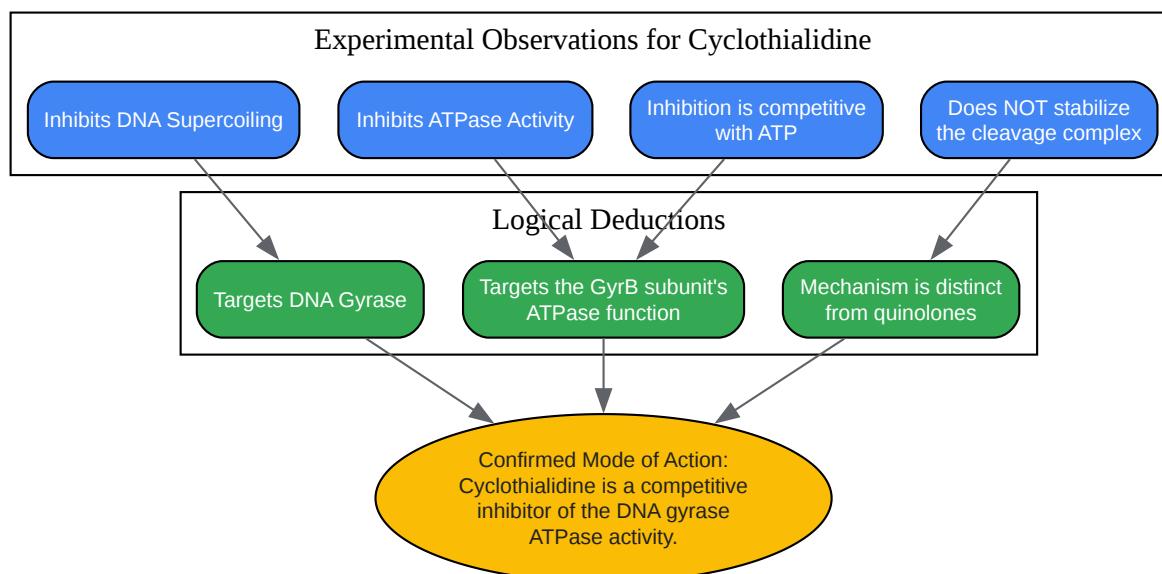 Experimental Observations for Cyclothialidine
Inhibits DNA Supercoiling
Inhibits ATPase Activity
Inhibition is competitive
with ATP
Does NOT stabilize
the cleavage complex
Logical Deductions
Targets DNA Gyrase
Targets the GyrB subunit's
ATPase function
Mechanism is distinct
from quinolones
Confirmed Mode of Action:
Cyclothialidine is a competitive
inhibitor of the DNA gyrase
ATPase activity.